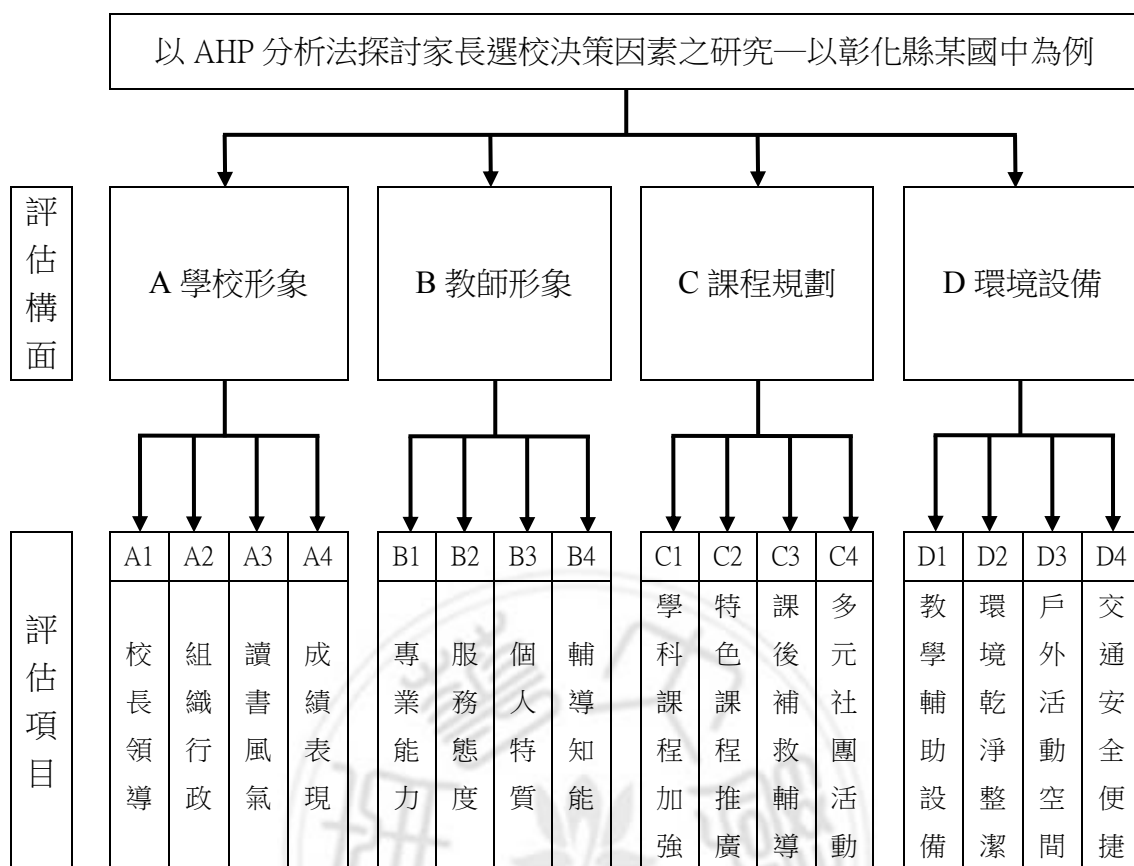 以 AHP 分析法探討家長選校決策因素之研究─以彰化縣某國中為例
評估構面
A 學校形象
B 教師形象
C 課程規劃
D 環境設備
評估項目
A1
校長領導
A2
組織行政
A3
讀書風氣
A4
成績表現
B1
專業能力
B2
服務態度
B3
個人特質
B4
輔導知能
C1
學科課程加強
C2
特色課程推廣
C3
課後補救輔導
C4
多元社團活動
D1
教學輔助設備
D2
環境乾淨整潔
D3
戶外活動空間
D4
交通安全便捷